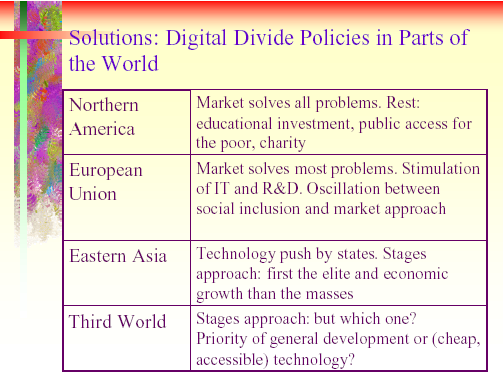 Solutions: Digital Divide Policies in Parts of
the World
Northern
America
Market solves all problems. Rest:
educational investment, public access for
the poor, charity
European
Union
Market solves most problems. Stimulation
of IT and R&D. Oscillation between
social inclusion and market approach
Eastern Asia
Technology push by states. Stages
approach: first the elite and economic
growth than the masses
Third World
Stages approach: but which one?
Priority of general development or (cheap,
accessible) technology?